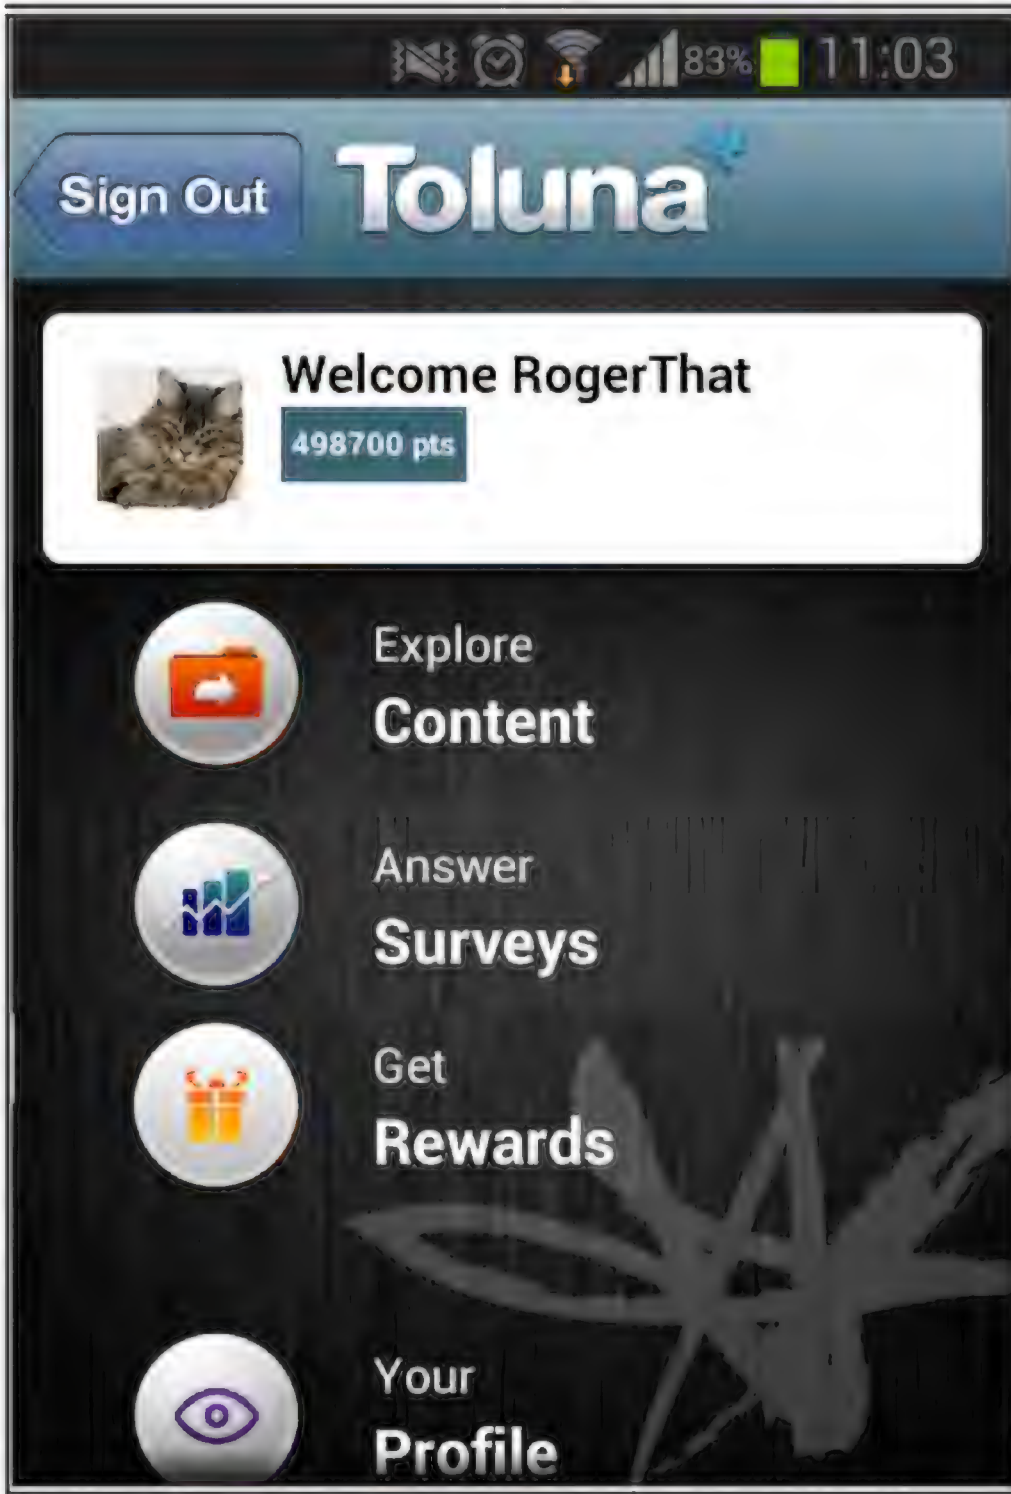 83% 11:03
Sign Out Toluna
Welcome RogerThat
498700 pts
Explore
Content
Answer
Surveys
Get
Rewards
Your
Profile